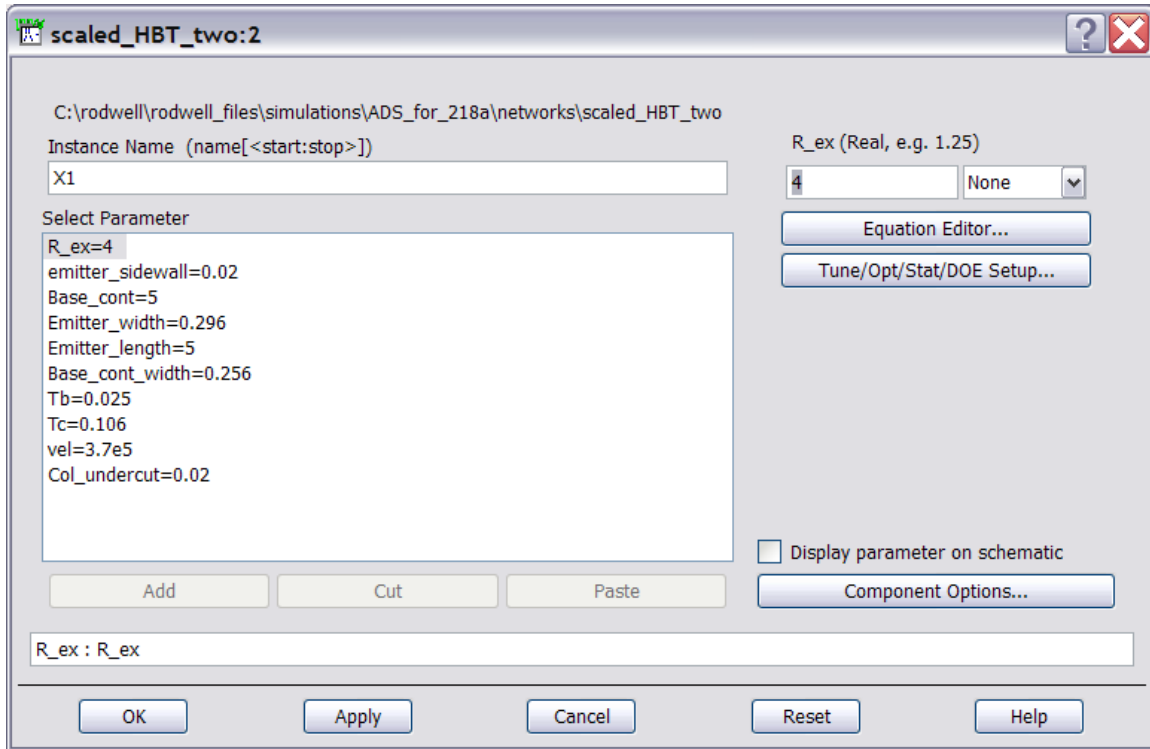 scaled_HBT_two:2
C:\rodwell\rodwell_files\simulations\ADS_for_218a\networks\scaled_HBT_two
Instance Name (name[<start:stop>])
X1
Select Parameter
R_ex=4
emitter_sidewall=0.02
Base_cont=5
Emitter_width=0.296
Emitter_length=5
Base_cont_width=0.256
Tb=0.025
Tc=0.106
vel=3.7e5
Col_undercut=0.02
Add Cut Paste
R_ex (Real, e.g. 1.25)
4 None
Equation Editor...
Tune/Opt/Stat/DOE Setup...
Display parameter on schematic
Component Options...
R_ex : R_ex
OK Apply Cancel Reset Help